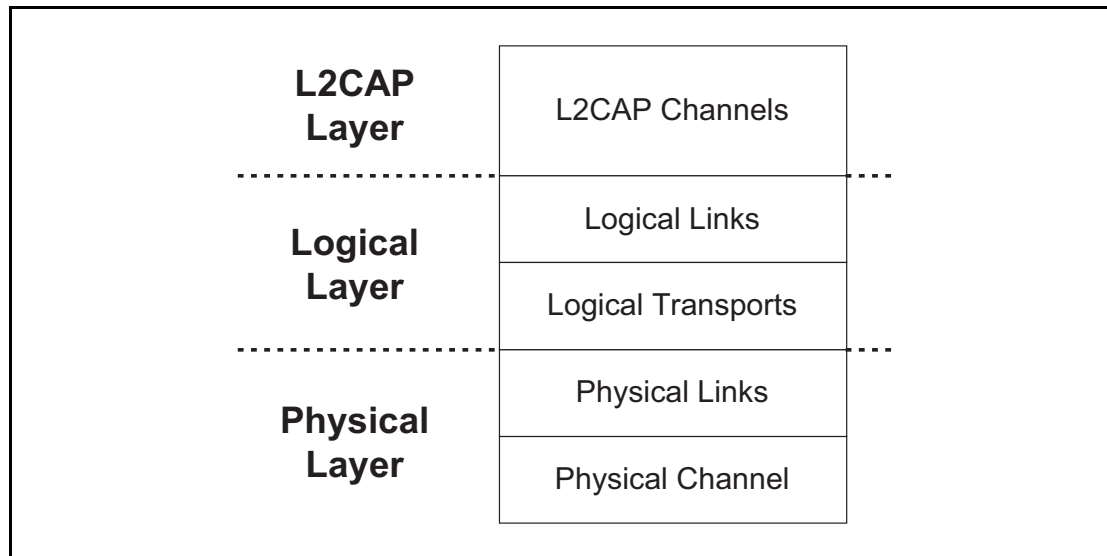 L2CAP
Layer
L2CAP Channels
Logical
Layer
Logical Links
Logical Transports
Physical
Layer
Physical Links
Physical Channel